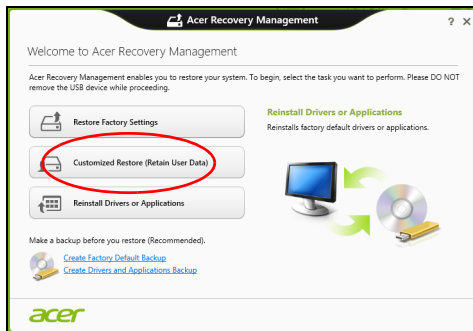 Acer Recovery Management
? X
Welcome to Acer Recovery Management
Acer Recovery Management enables you to restore your system. To begin, select the task you want to perform. Please DO NOT
remove the USB device while proceeding.
Restore Factory Settings
Customized Restore (Retain User Data)
Reinstall Drivers or Applications
Reinstall Drivers or Applications
Reinstalls factory default drivers or applications.
Make a backup before you restore (Recommended).
Create Factory Default Backup
Create Drivers and Applications Backup
acer